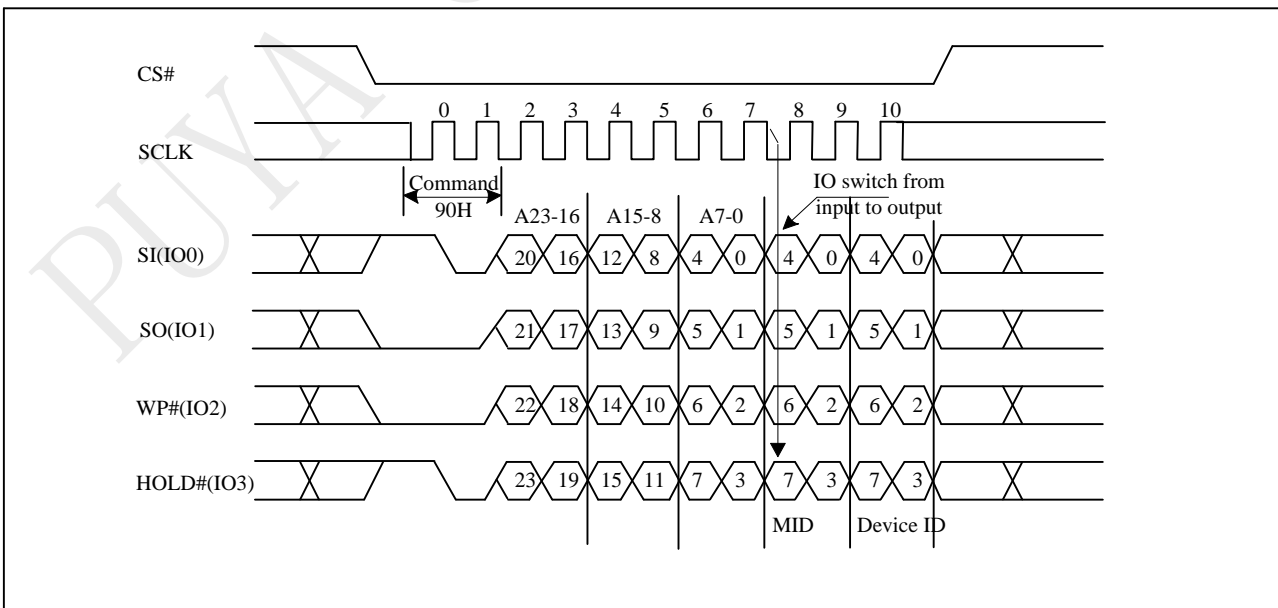 PUYA
CS#
0 1 2 3 4 5 6 7 8 9 10
SCLK
Command
90H
IO switch from
input to output
A23-16 A15-8 A7-0
SI(IO0) 20 16 12 8 4 0 4 0 4 0
SO(IO1) 21 17 13 9 5 1 5 1 5 1
WP#(IO2) 22 18 14 10 6 2 6 2 6 2
HOLD#(IO3) 23 19 15 11 7 3 7 3 7 3
MID Device ID